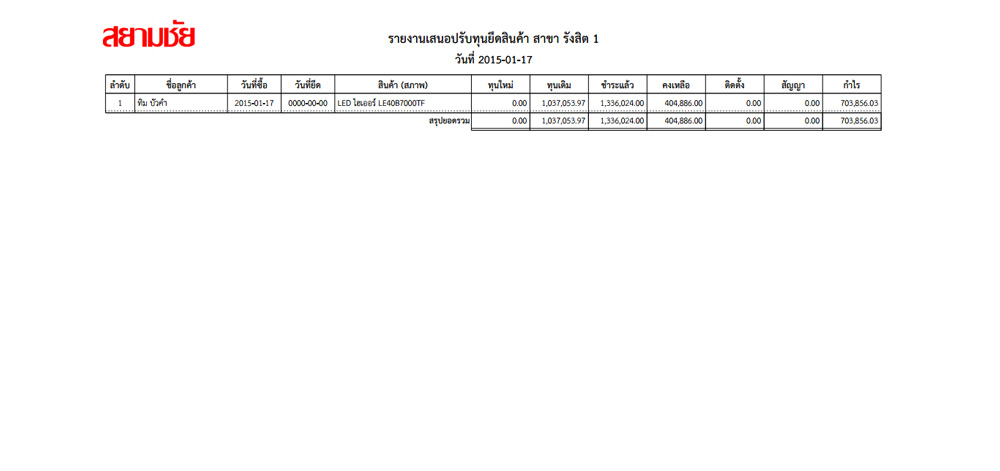 สยามชัย
รายงานเสนอปรับทุนยึดสินค้า สาขา รังสิต 1
วันที่ 2015-01-17
ลำดับ ชื่อลูกค้า วันที่ซื้อ วันที่ยึด สินค้า (สภาพ) ทุนใหม่ ทุนเดิม ชำระแล้ว คงเหลือ ติดตั้ง สัญญา กำไร
1 ทิม บัวคำ 2015-01-17 0000-00-00 LED ไฮเออร์ LE40B7000TF 0.00 1,037,053.97 1,336,024.00 404,886.00 0.00 0.00 703,856.03
สรุปยอดรวม 0.00 1,037,053.97 1,336,024.00 404,886.00 0.00 0.00 703,856.03